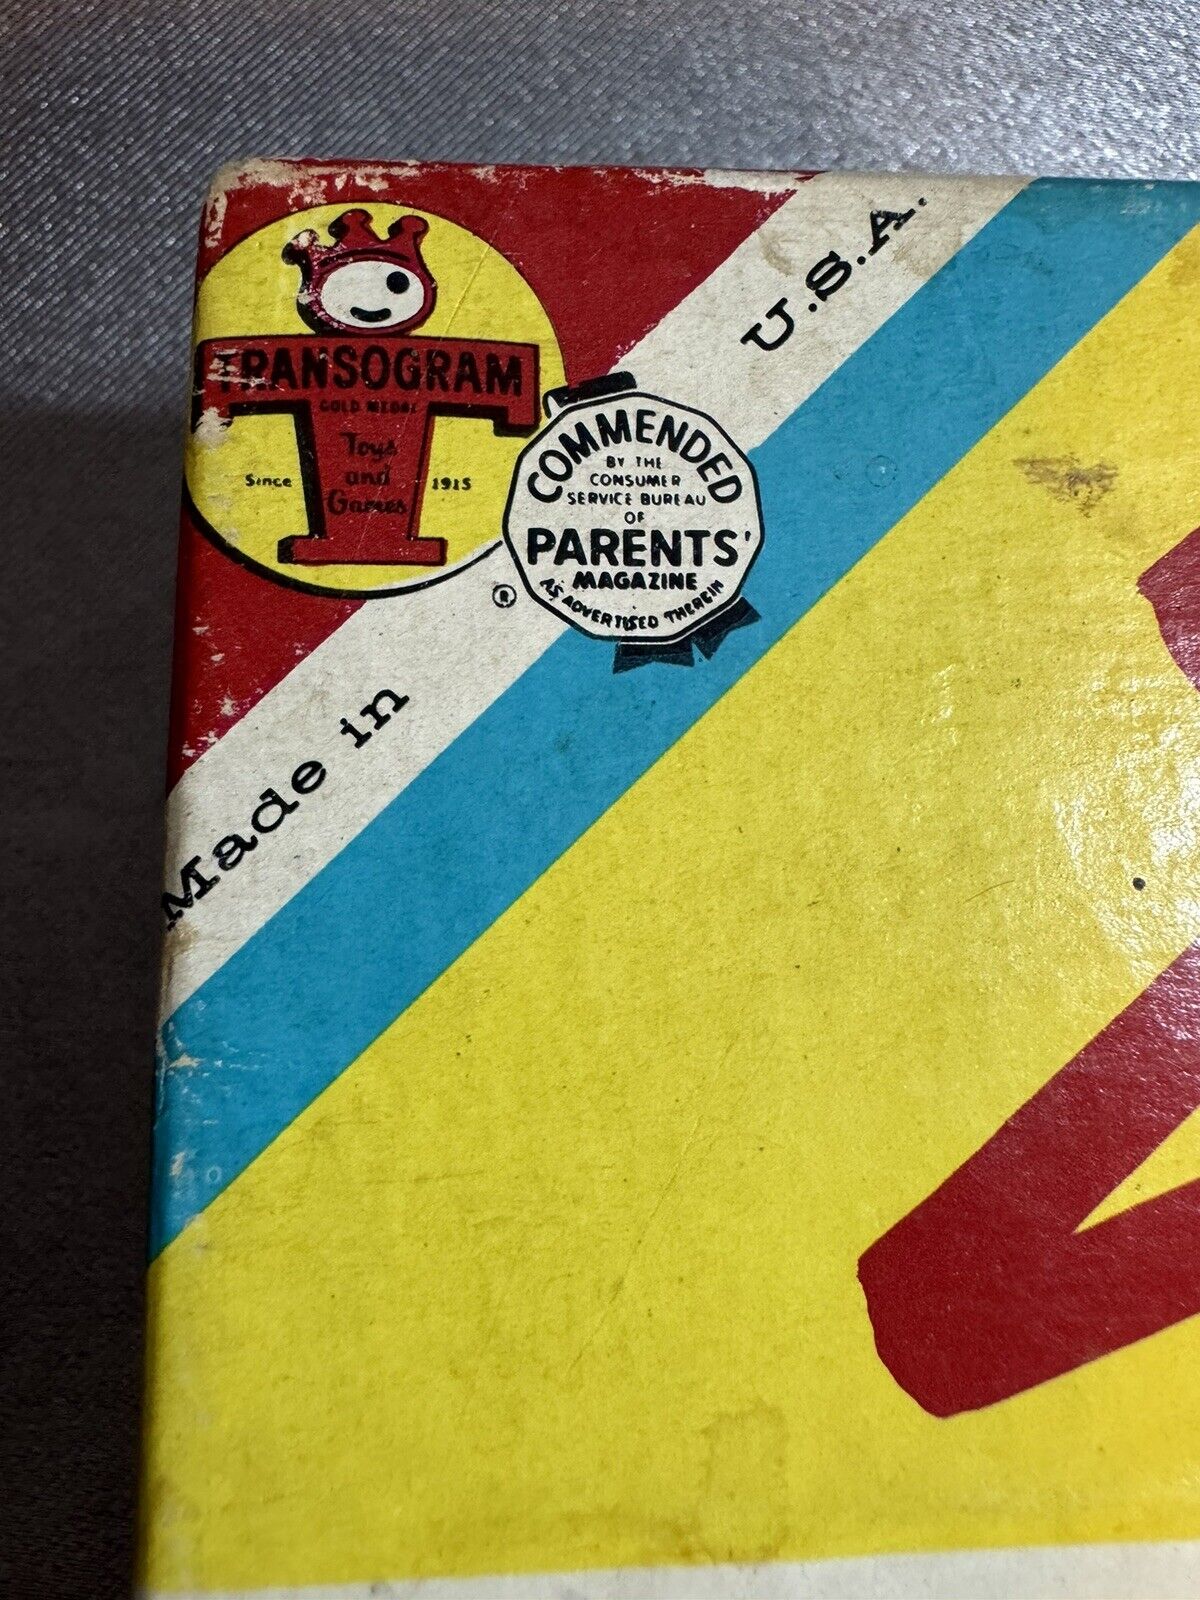 TRANSOGRAM
GOLD MEDAL
Toys
and
Games
Since 1915
®
COMMENDED
BY THE
CONSUMER
SERVICE BUREAU
OF
PARENTS'
MAGAZINE
AS ADVERTISED THEREIN
Made in U.S.A.